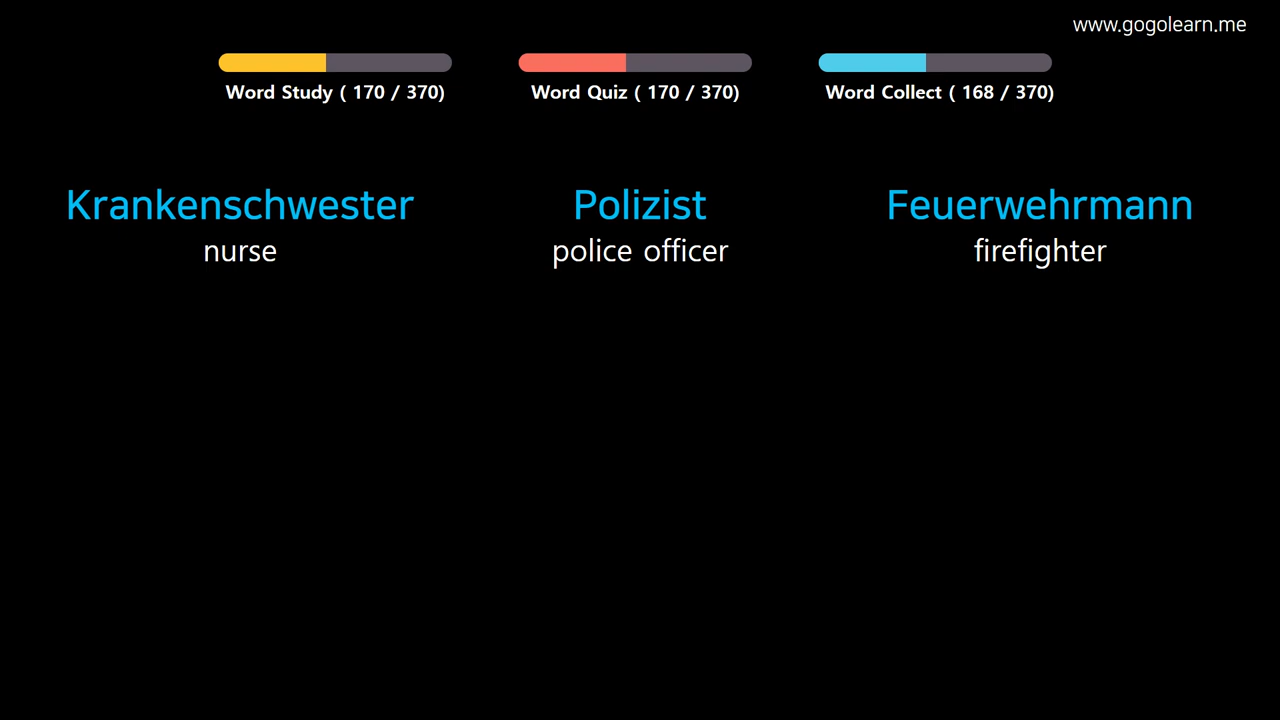 www.gogolearn.me
Word Study ( 170 / 370) Word Quiz ( 170 / 370) Word Collect ( 168 / 370)
Krankenschwester Polizist Feuerwehrmann
nurse police officer firefighter